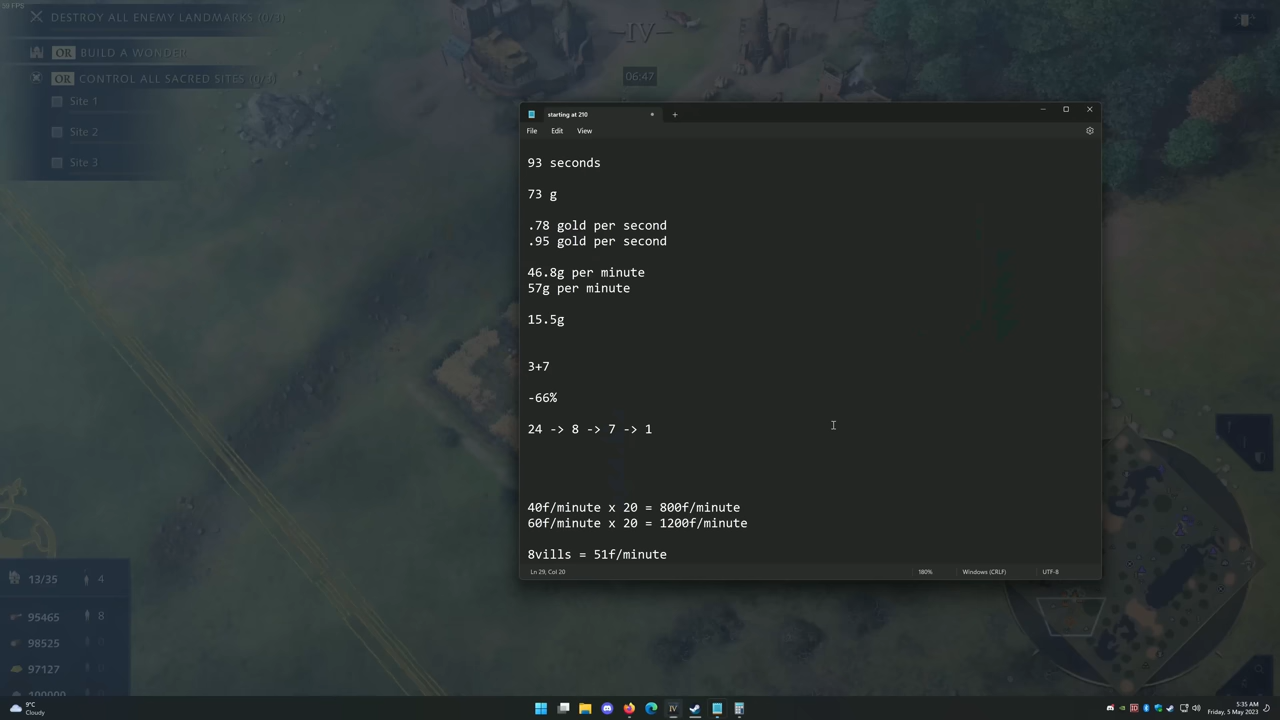 DESTROY ALL ENEMY LANDMARKS (0/3)
OR BUILD A WONDER
OR CONTROL ALL SACRED SITES
Site 1
Site 2
Site 3
IV
06:47
starting at 210
File Edit View
93 seconds
73 g
.78 gold per second
.95 gold per second
46.8g per minute
57g per minute
15.5g
3+7
-66%
24 -> 8 -> 7 -> 1
40f/minute x 20 = 800f/minute
60f/minute x 20 = 1200f/minute
8vills = 51f/minute
Ln 29, Col 20
180%
Windows (CRLF)
UTF-8
13/35 4
95465 8
98525
97127
9°C
Cloudy
5:35 AM
Friday, 5 May 2023